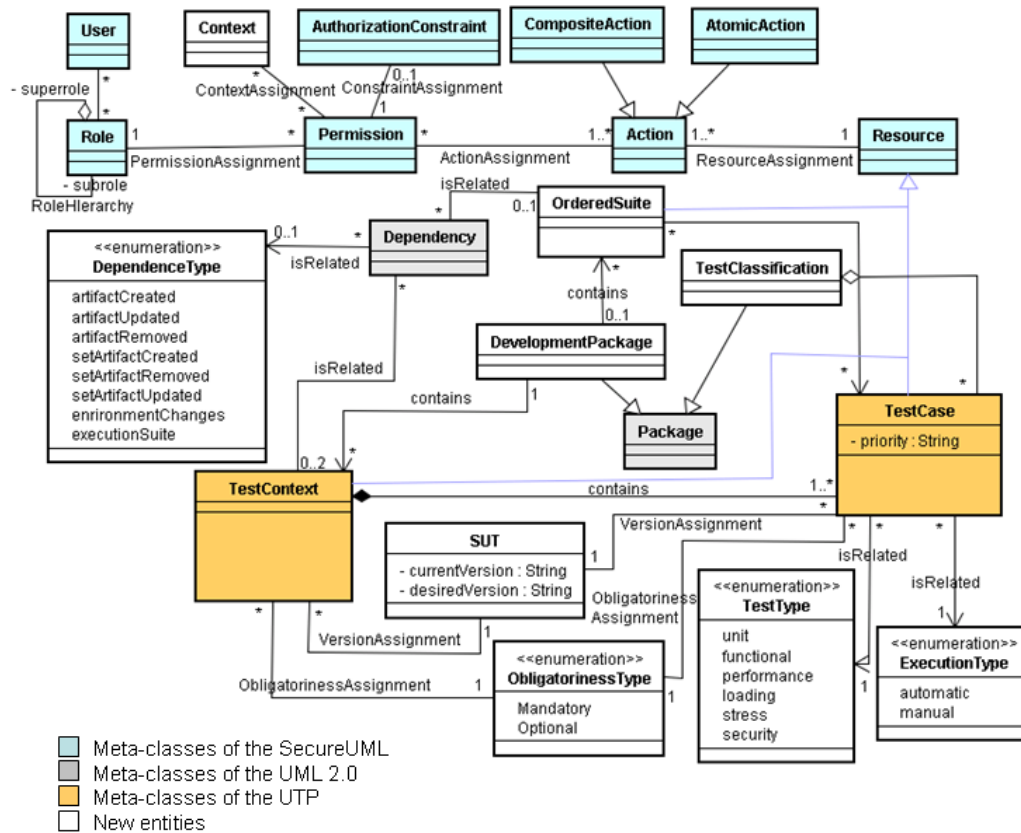 User
Context
AuthorizationConstraint
CompositeAction
AtomicAction
*
*
0..1
- superrole
ContextAssignment
ConstraintAssignment
*
*
1
Role
1
*
Permission
*
1..*
Action
1..*
1
Resource
PermissionAssignment
ActionAssignment
ResourceAssignment
- subrole
RoleHIerarchy
isRelated
*
0..1
OrderedSuite
*
<<enumeration>>
DependenceType
0..1
*
isRelated
Dependency
*
TestClassification
artifactCreated
artifactUpdated
artifactRemoved
setArtifactCreated
setArtifactRemoved
setArtifactUpdated
enrironmentChanges
executionSuite
*
contains
0..1
DevelopmentPackage
isRelated
contains
1
*
*
*
Package
TestCase
- priority : String
0..2
TestContext
contains
1..*
*
VersionAssignment
*
*
*
SUT
- currentVersion : String
- desiredVersion : String
1
isRelated
isRelated
*
*
VersionAssignment
1
Obligatoriness
Assignment
<<enumeration>>
TestType
unit
functional
performance
loading
stress
security
1
1
<<enumeration>>
ExecutionType
automatic
manual
ObligatorinessAssignment
1
<<enumeration>>
ObligatorinessType
Mandatory
Optional
1
Meta-classes of the SecureUML
Meta-classes of the UML 2.0
Meta-classes of the UTP
New entities